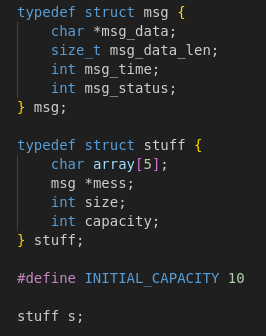 typedef struct msg {
    char *msg_data;
    size_t msg_data_len;
    int msg_time;
    int msg_status;
} msg;

typedef struct stuff {
    char array[5];
    msg *mess;
    int size;
    int capacity;
} stuff;

#define INITIAL_CAPACITY 10

stuff s;